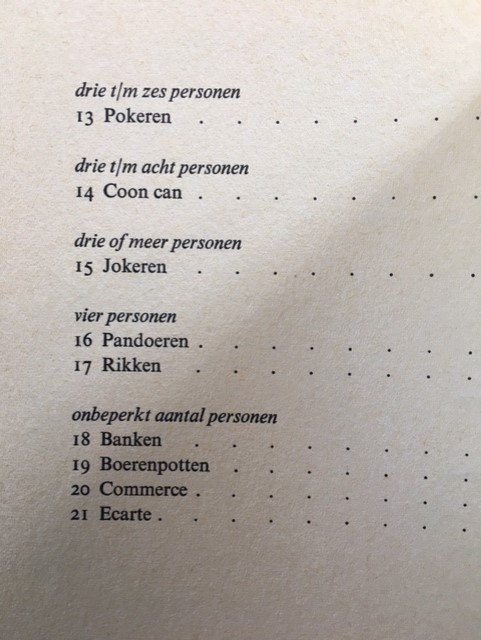 drie t/m zes personen
13 Pokeren . . . . . . .
drie t/m acht personen
14 Coon can . . . . . . . .
drie of meer personen
15 Jokeren . . . . . . . .
vier personen
16 Pandoeren . . . . . . . .
17 Rikken . . . . . . . .
onbeperkt aantal personen
18 Banken . . . . . . .
19 Boerenpotten . . . . . . .
20 Commerce . . . . . . . .
21 Ecarte . . . . . . . . .